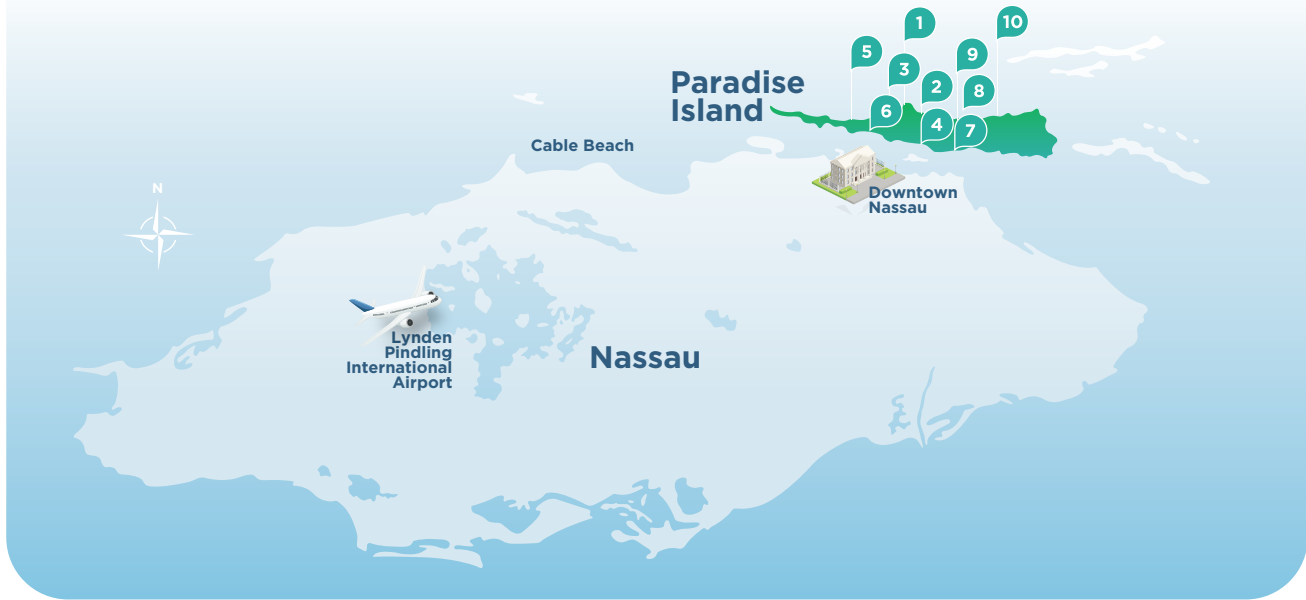 1
10
5
9
3
Paradise
Island
2
8
6
4
7
Cable Beach
N
Downtown
Nassau
Lynden
Pindling
International
Airport
Nassau